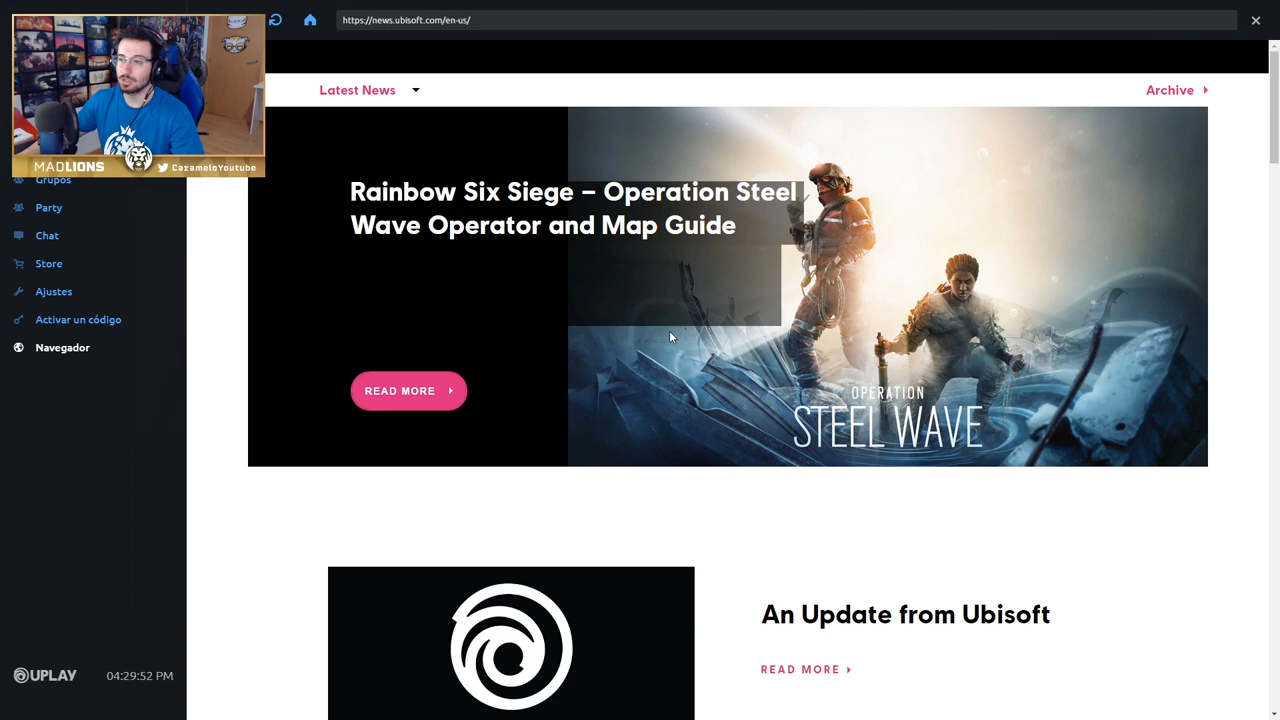 https://news.ubisoft.com/en-us/
Latest News
Archive
MADLIONS
CarameloYoutube
Grupos
Party
Chat
Store
Ajustes
Activar un código
Navegador
Rainbow Six Siege – Operation Steel
Wave Operator and Map Guide
READ MORE
OPERATION
STEEL WAVE
An Update from Ubisoft
READ MORE
UPLAY
04:29:52 PM